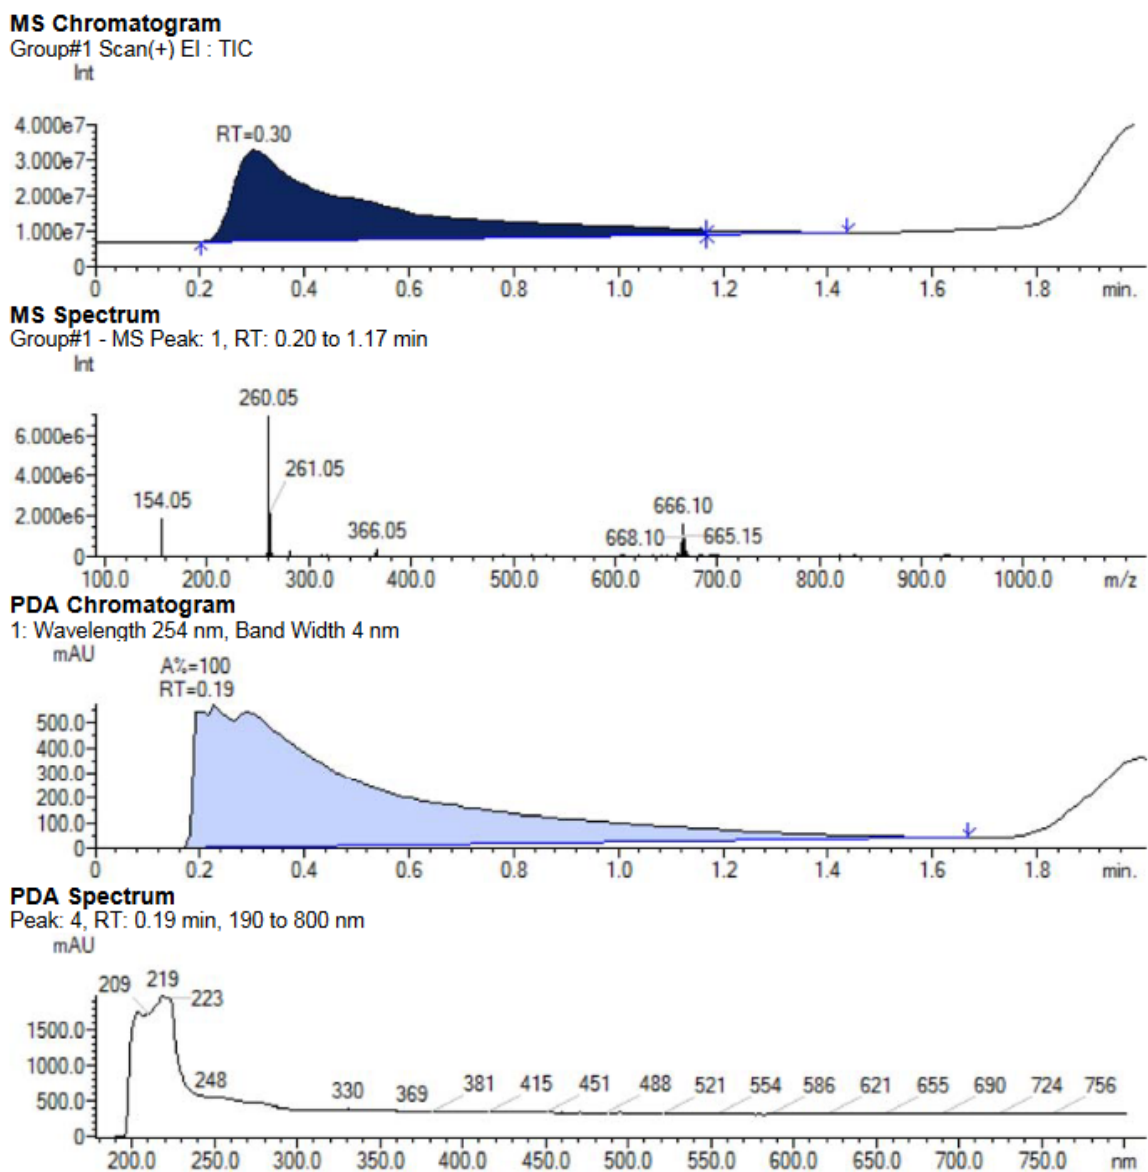 MS Chromatogram
Group#1 Scan(+) EI : TIC
Int
4.000e7
RT=0.30
3.000e7
2.000e7
1.000e7
0
0 0.2 0.4 0.6 0.8 1.0 1.2 1.4 1.6 1.8 min.
MS Spectrum
Group#1 - MS Peak: 1, RT: 0.20 to 1.17 min
Int
260.05
6.000e6
261.05
4.000e6
154.05
666.10
2.000e6
366.05
668.10 665.15
0
100.0 200.0 300.0 400.0 500.0 600.0 700.0 800.0 900.0 1000.0 m/z
PDA Chromatogram
1: Wavelength 254 nm, Band Width 4 nm
mAU
A%=100
RT=0.19
500.0
400.0
300.0
200.0
100.0
0
0 0.2 0.4 0.6 0.8 1.0 1.2 1.4 1.6 1.8 min.
PDA Spectrum
Peak: 4, RT: 0.19 min, 190 to 800 nm
mAU
209 219
223
1500.0
1000.0
248 330 369 381 415 451 488 521 554 586 621 655 690 724 756
500.0
0
200.0 250.0 300.0 350.0 400.0 450.0 500.0 550.0 600.0 650.0 700.0 750.0 nm